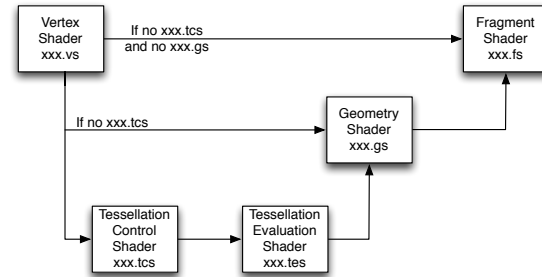 Vertex
Shader
xxx.vs
If no xxx.tcs
and no xxx.gs
Fragment
Shader
xxx.fs
If no xxx.tcs
Geometry
Shader
xxx.gs
Tessellation
Control
Shader
xxx.tcs
Tessellation
Evaluation
Shader
xxx.tes